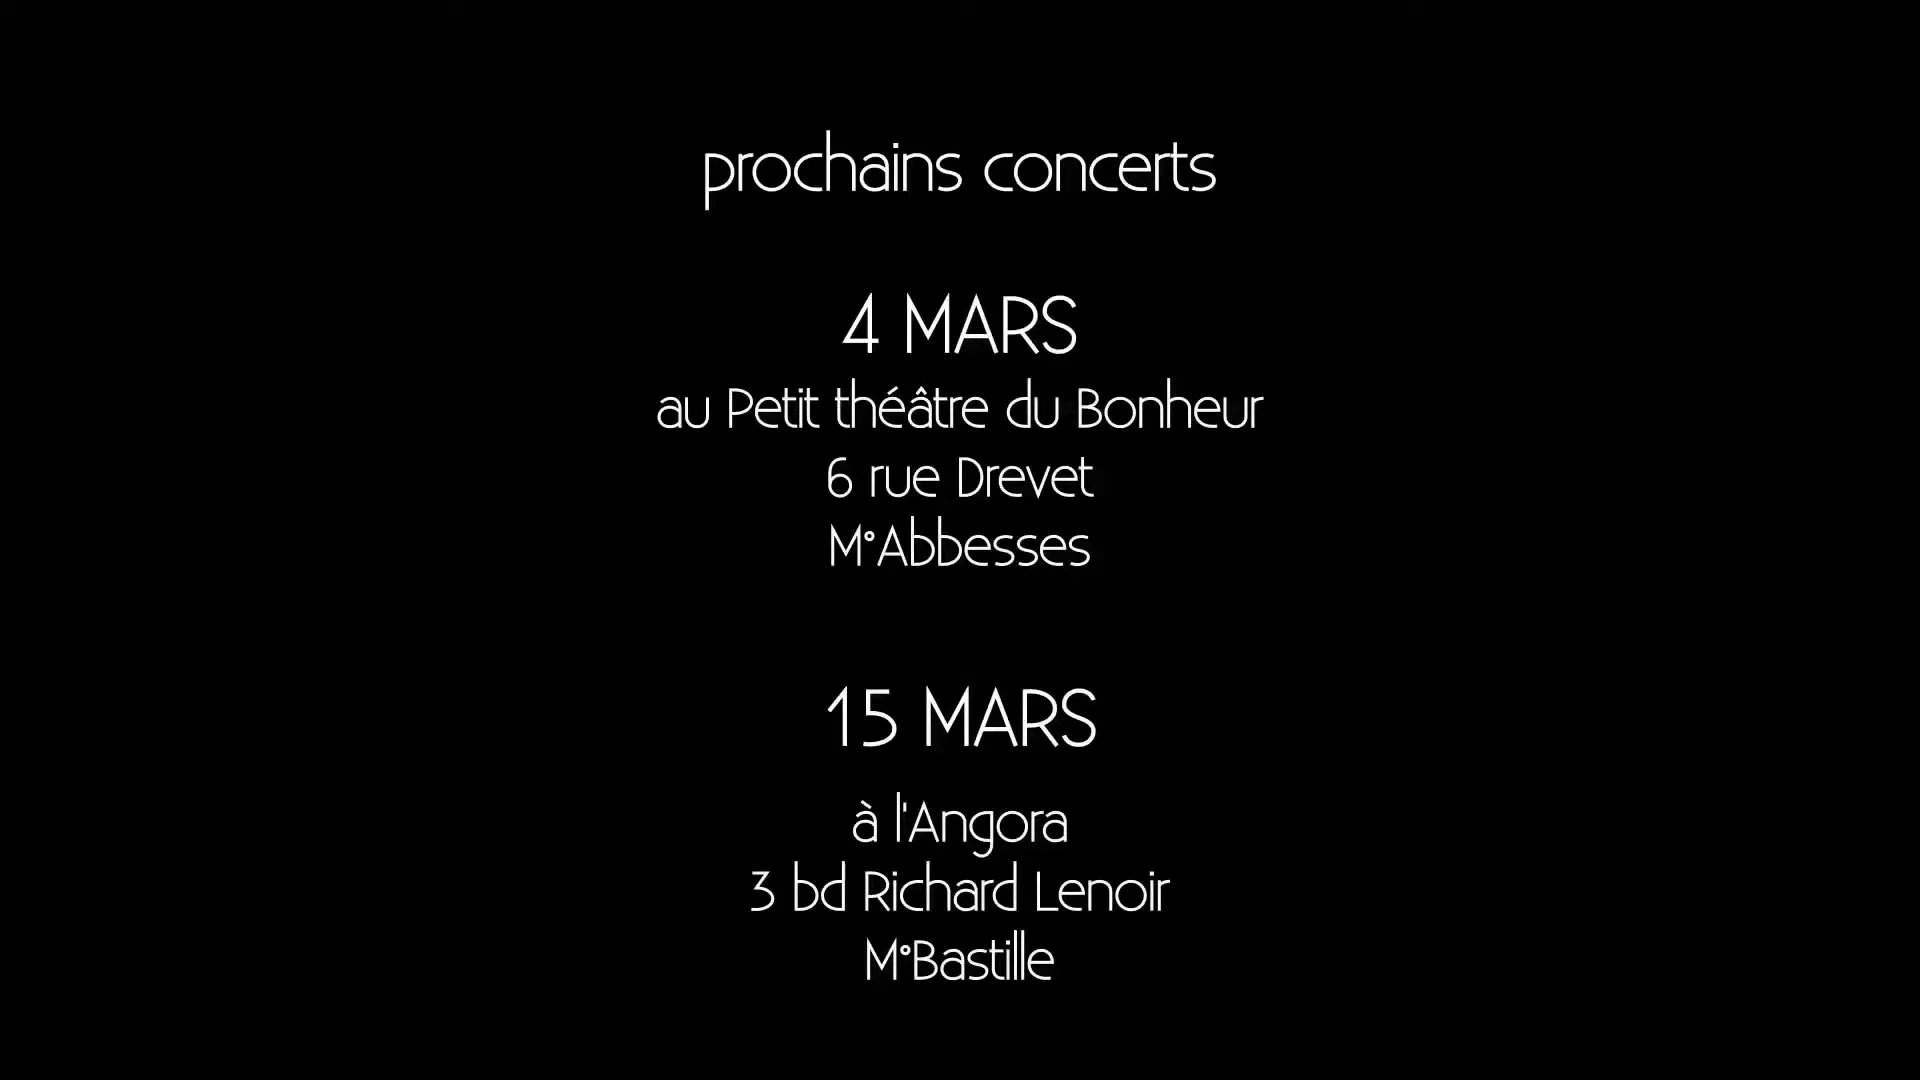 prochains concerts
4 MARS
au Petit théâtre du Bonheur
6 rue Drevet
M°Abbesses
15 MARS
à l'Angora
3 bd Richard Lenoir
M°Bastille